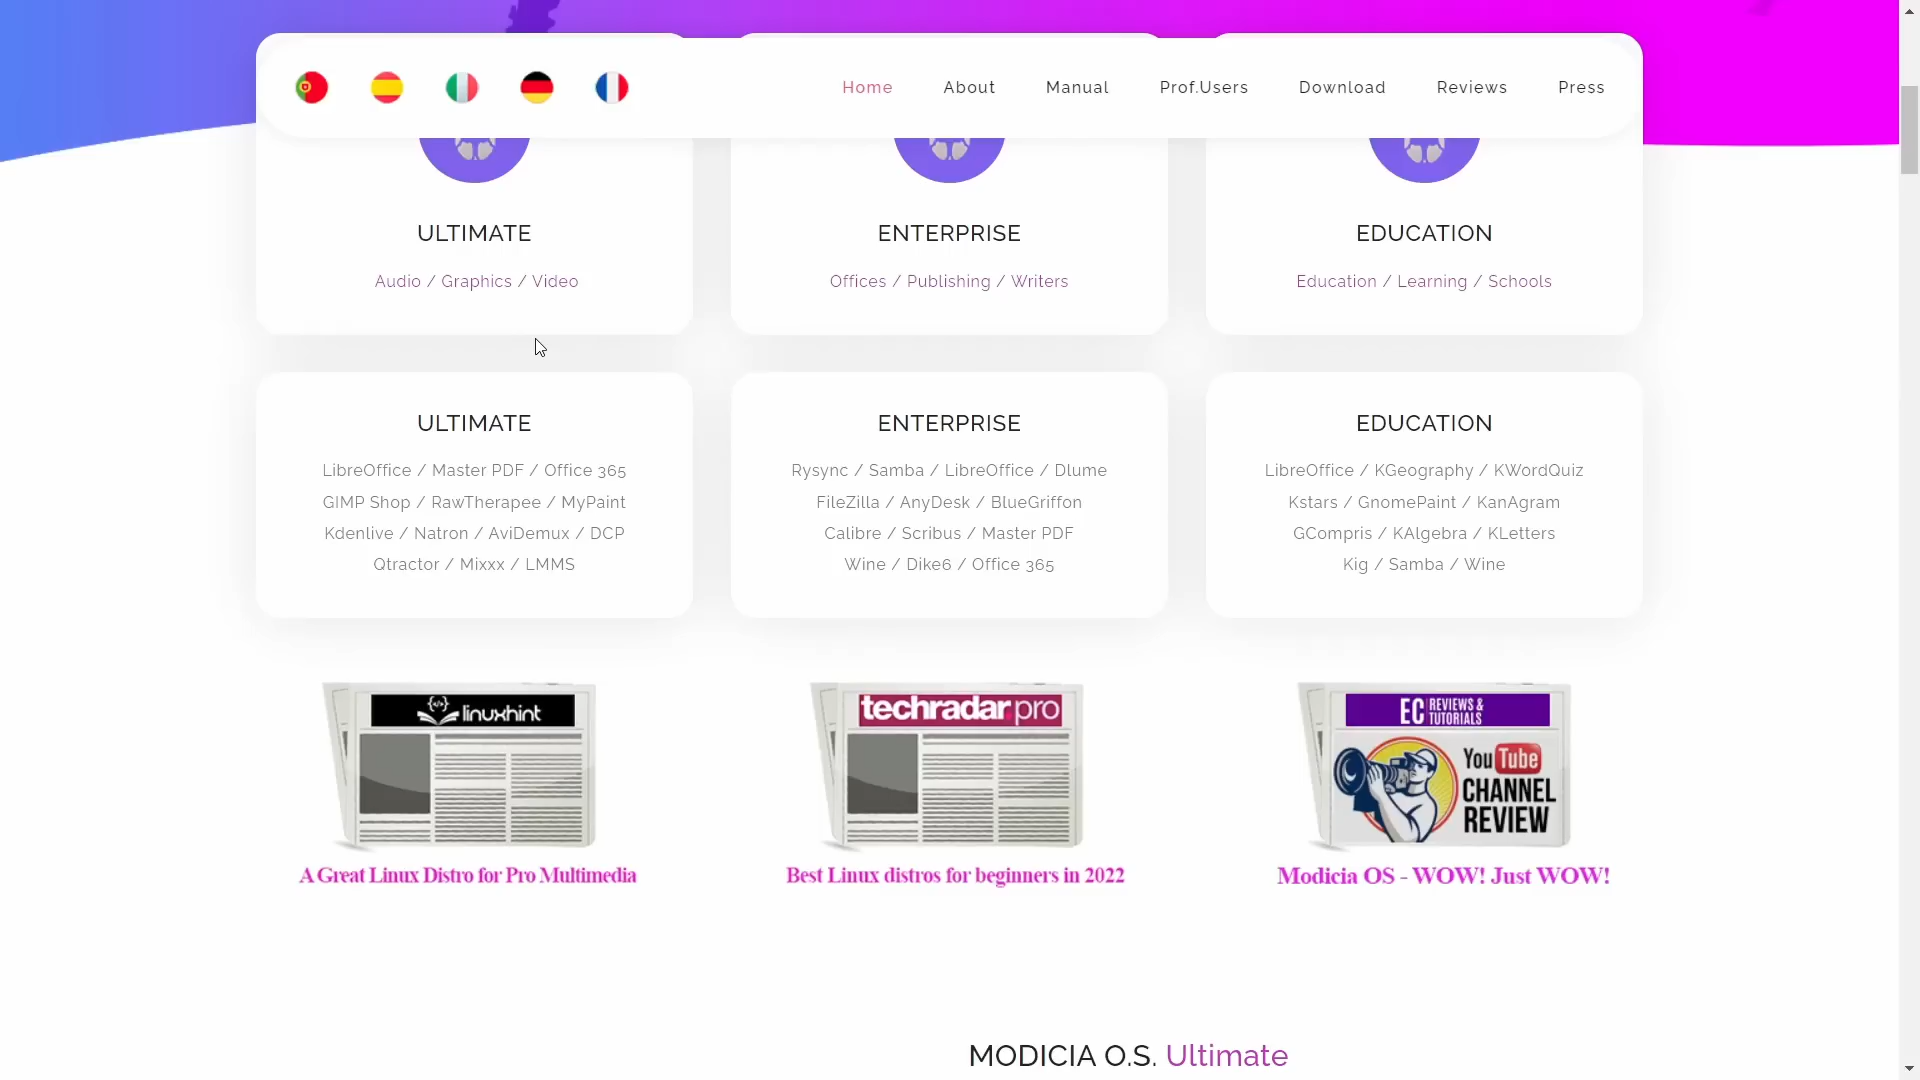 Home About Manual Prof.Users Download Reviews Press
ULTIMATE
Audio / Graphics / Video
ENTERPRISE
Offices / Publishing / Writers
EDUCATION
Education / Learning / Schools
ULTIMATE
LibreOffice / Master PDF / Office 365
GIMP Shop / RawTherapee / MyPaint
Kdenlive / Natron / AviDemux / DCP
Qtractor / Mixxx / LMMS
ENTERPRISE
Rysync / Samba / LibreOffice / Dlume
FileZilla / AnyDesk / BlueGriffon
Calibre / Scribus / Master PDF
Wine / Dike6 / Office 365
EDUCATION
LibreOffice / KGeography / KWordQuiz
Kstars / GnomePaint / KanAgram
GCompris / KAlgebra / KLetters
Kig / Samba / Wine
linuxhint
A Great Linux Distro for Pro Multimedia
techradar.pro
Best Linux distros for beginners in 2022
EC REVIEWS &
TUTORIALS
YouTube
CHANNEL
REVIEW
Modicia OS - WOW! Just WOW!
MODICIA O.S. Ultimate